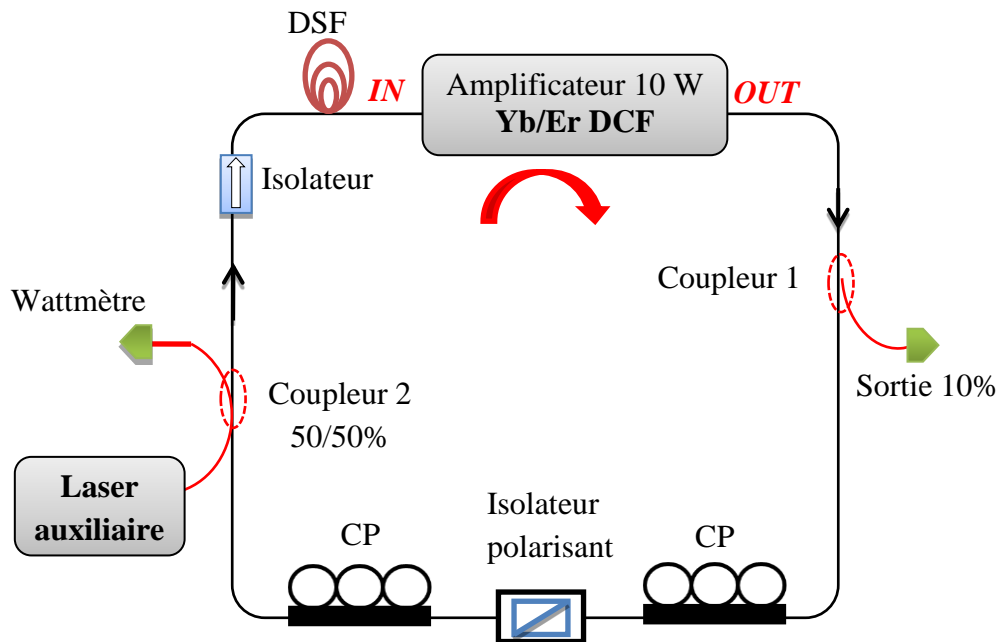 DSF
IN
Amplificateur 10 W
Yb/Er DCF
OUT
Isolateur
Coupleur 1
Wattmètre
Sortie 10%
Coupleur 2
50/50%
Laser
auxiliaire
CP
Isolateur
polarisant
CP